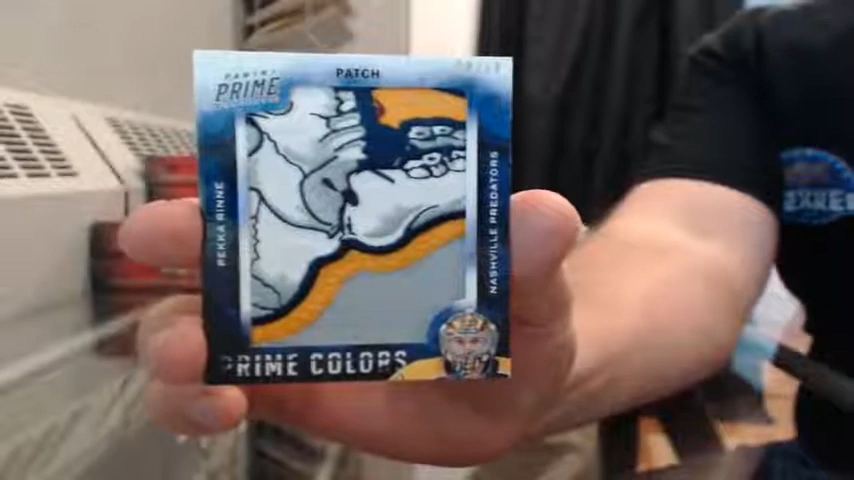 PANINI
PRIME
PATCH
PEKKA RINNE
NASHVILLE PREDATORS
PRIME COLORS